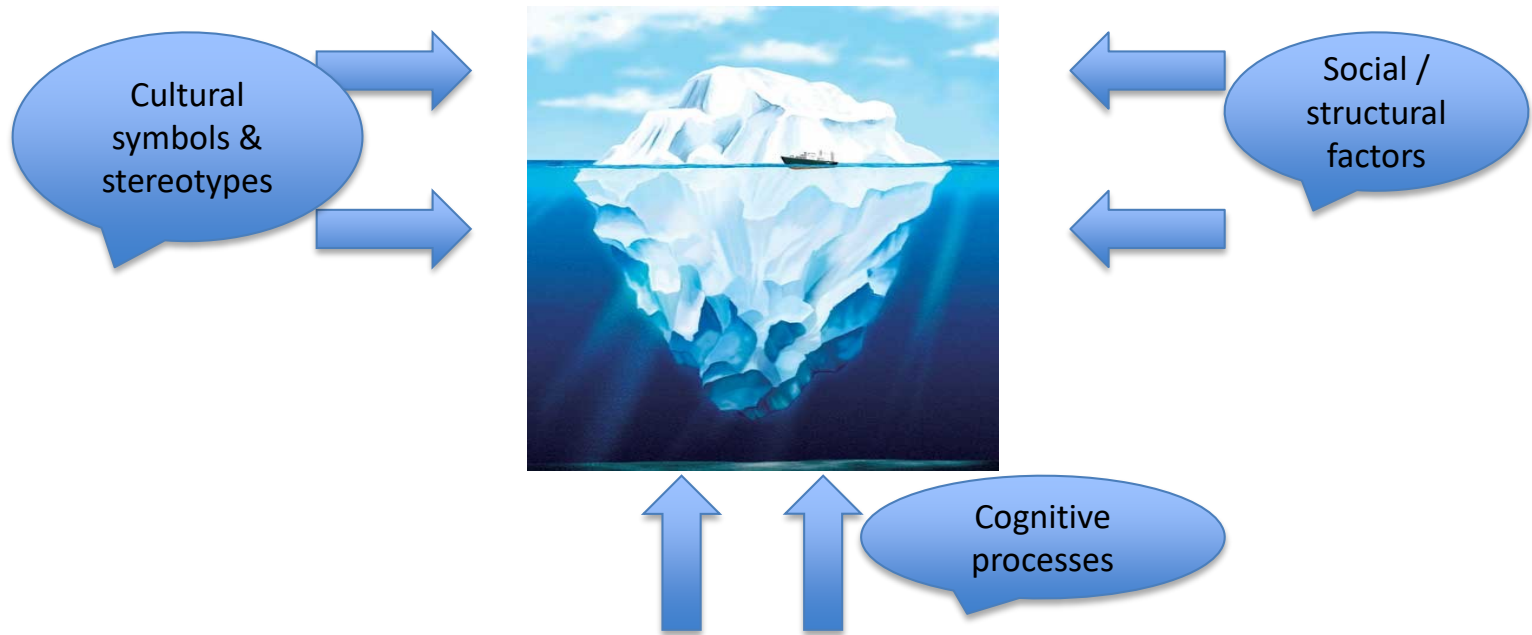 Cultural
symbols &
stereotypes
Social /
structural
factors
Cognitive
processes